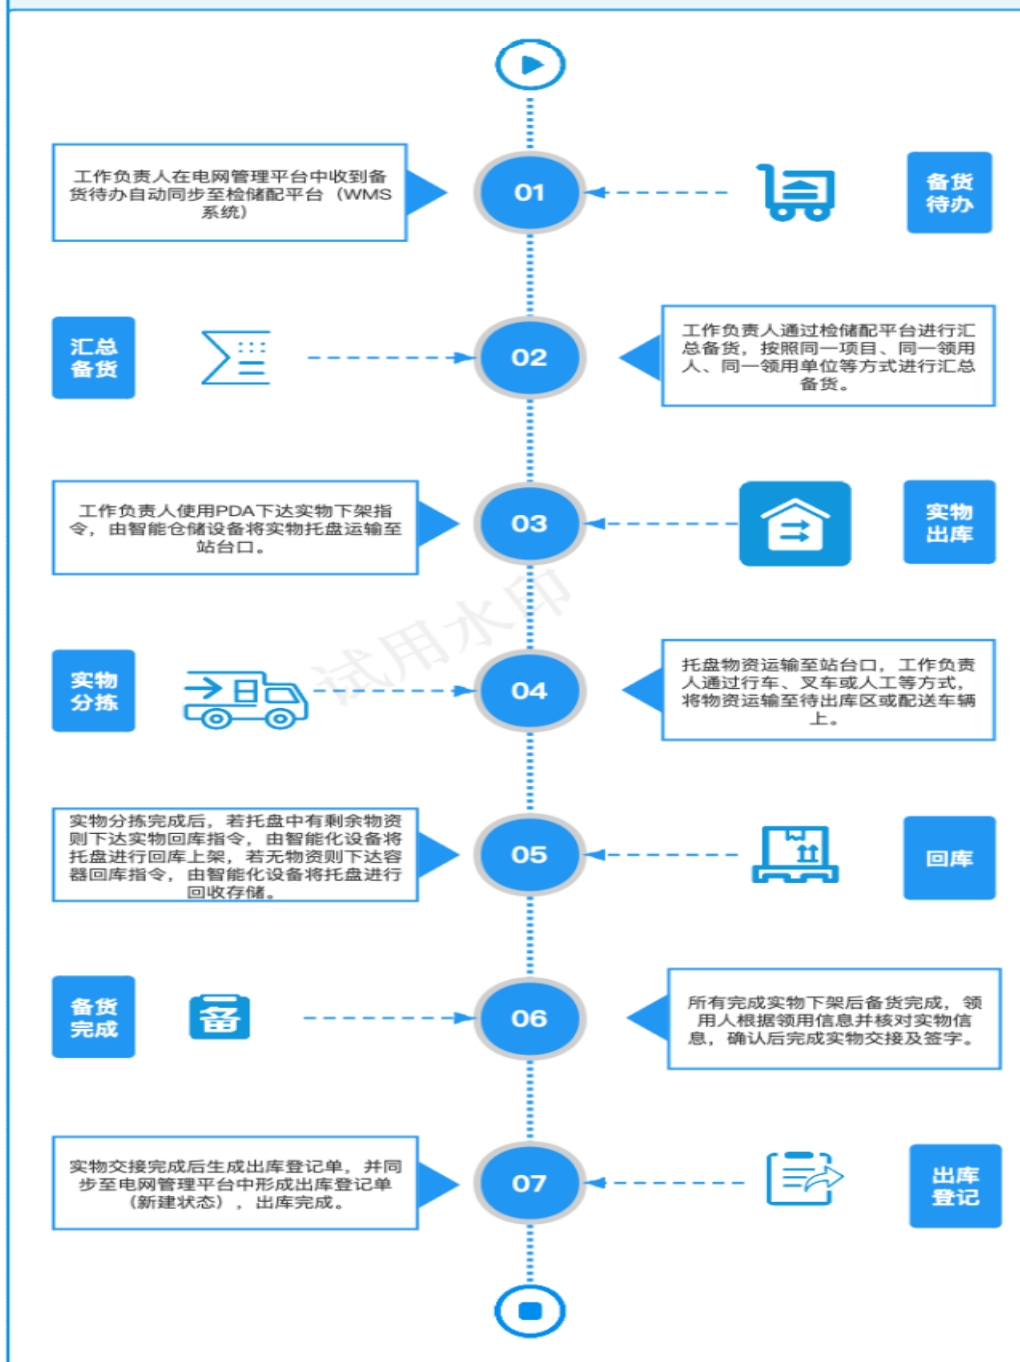 工作负责人在电网管理平台中收到备
货待办自动同步至检储配平台（WMS
系统）
01
备货
待办
汇总
备货
02
工作负责人通过检储配平台进行汇
总备货，按照同一项目、同一领用
人、同一领用单位等方式进行汇总
备货。
工作负责人使用PDA下达实物下架指
令，由智能仓储设备将实物托盘运输至
站台口。
03
实物
出库
试用水印
实物
分拣
04
托盘物资运输至站台口，工作负责
人通过行车、叉车或人工等方式，
将物资运输至待出库区或配送车辆
上。
实物分拣完成后，若托盘中有剩余物资
则下达实物回库指令，由智能化设备将
托盘进行回库上架，若无物资则下达容
器回库指令，由智能化设备将托盘进行
回收存储。
05
回库
备货
完成
备
06
所有完成实物下架后备货完成，领
用人根据领用信息并核对实物信
息，确认后完成实物交接及签字。
实物交接完成后生成出库登记单，并同
步至电网管理平台中形成出库登记单
（新建状态），出库完成。
07
出库
登记